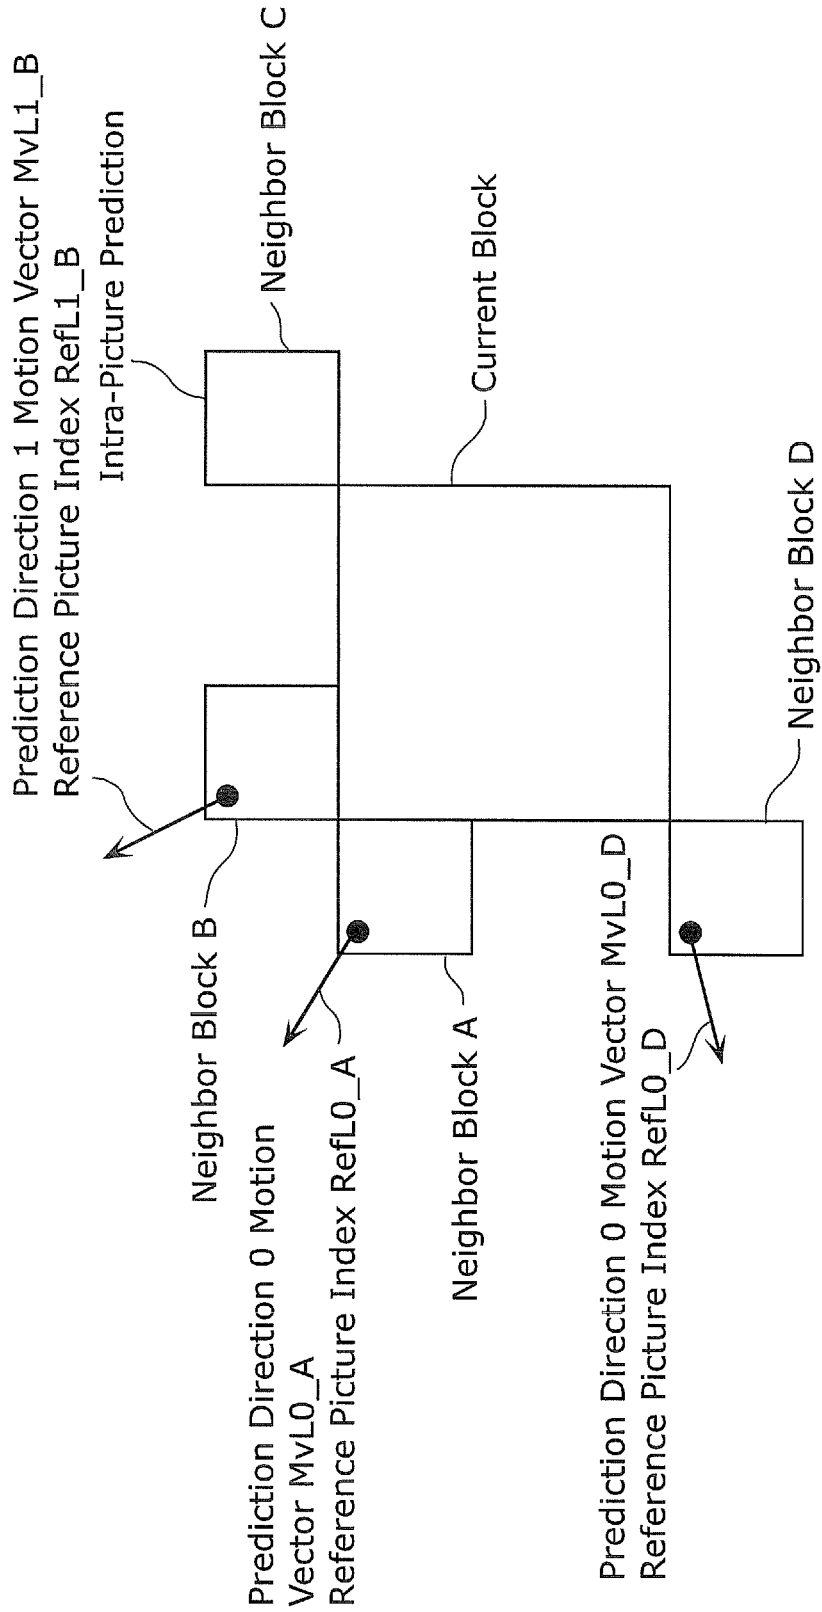 Prediction Direction 1 Motion Vector MvL1_B
Reference Picture Index RefL1_B
Intra-Picture Prediction
Neighbor Block B
Neighbor Block C
Prediction Direction 0 Motion
Vector MvL0_A
Reference Picture Index RefL0_A
Neighbor Block A
Current Block
Prediction Direction 0 Motion Vector MvL0_D
Reference Picture Index RefL0_D
Neighbor Block D